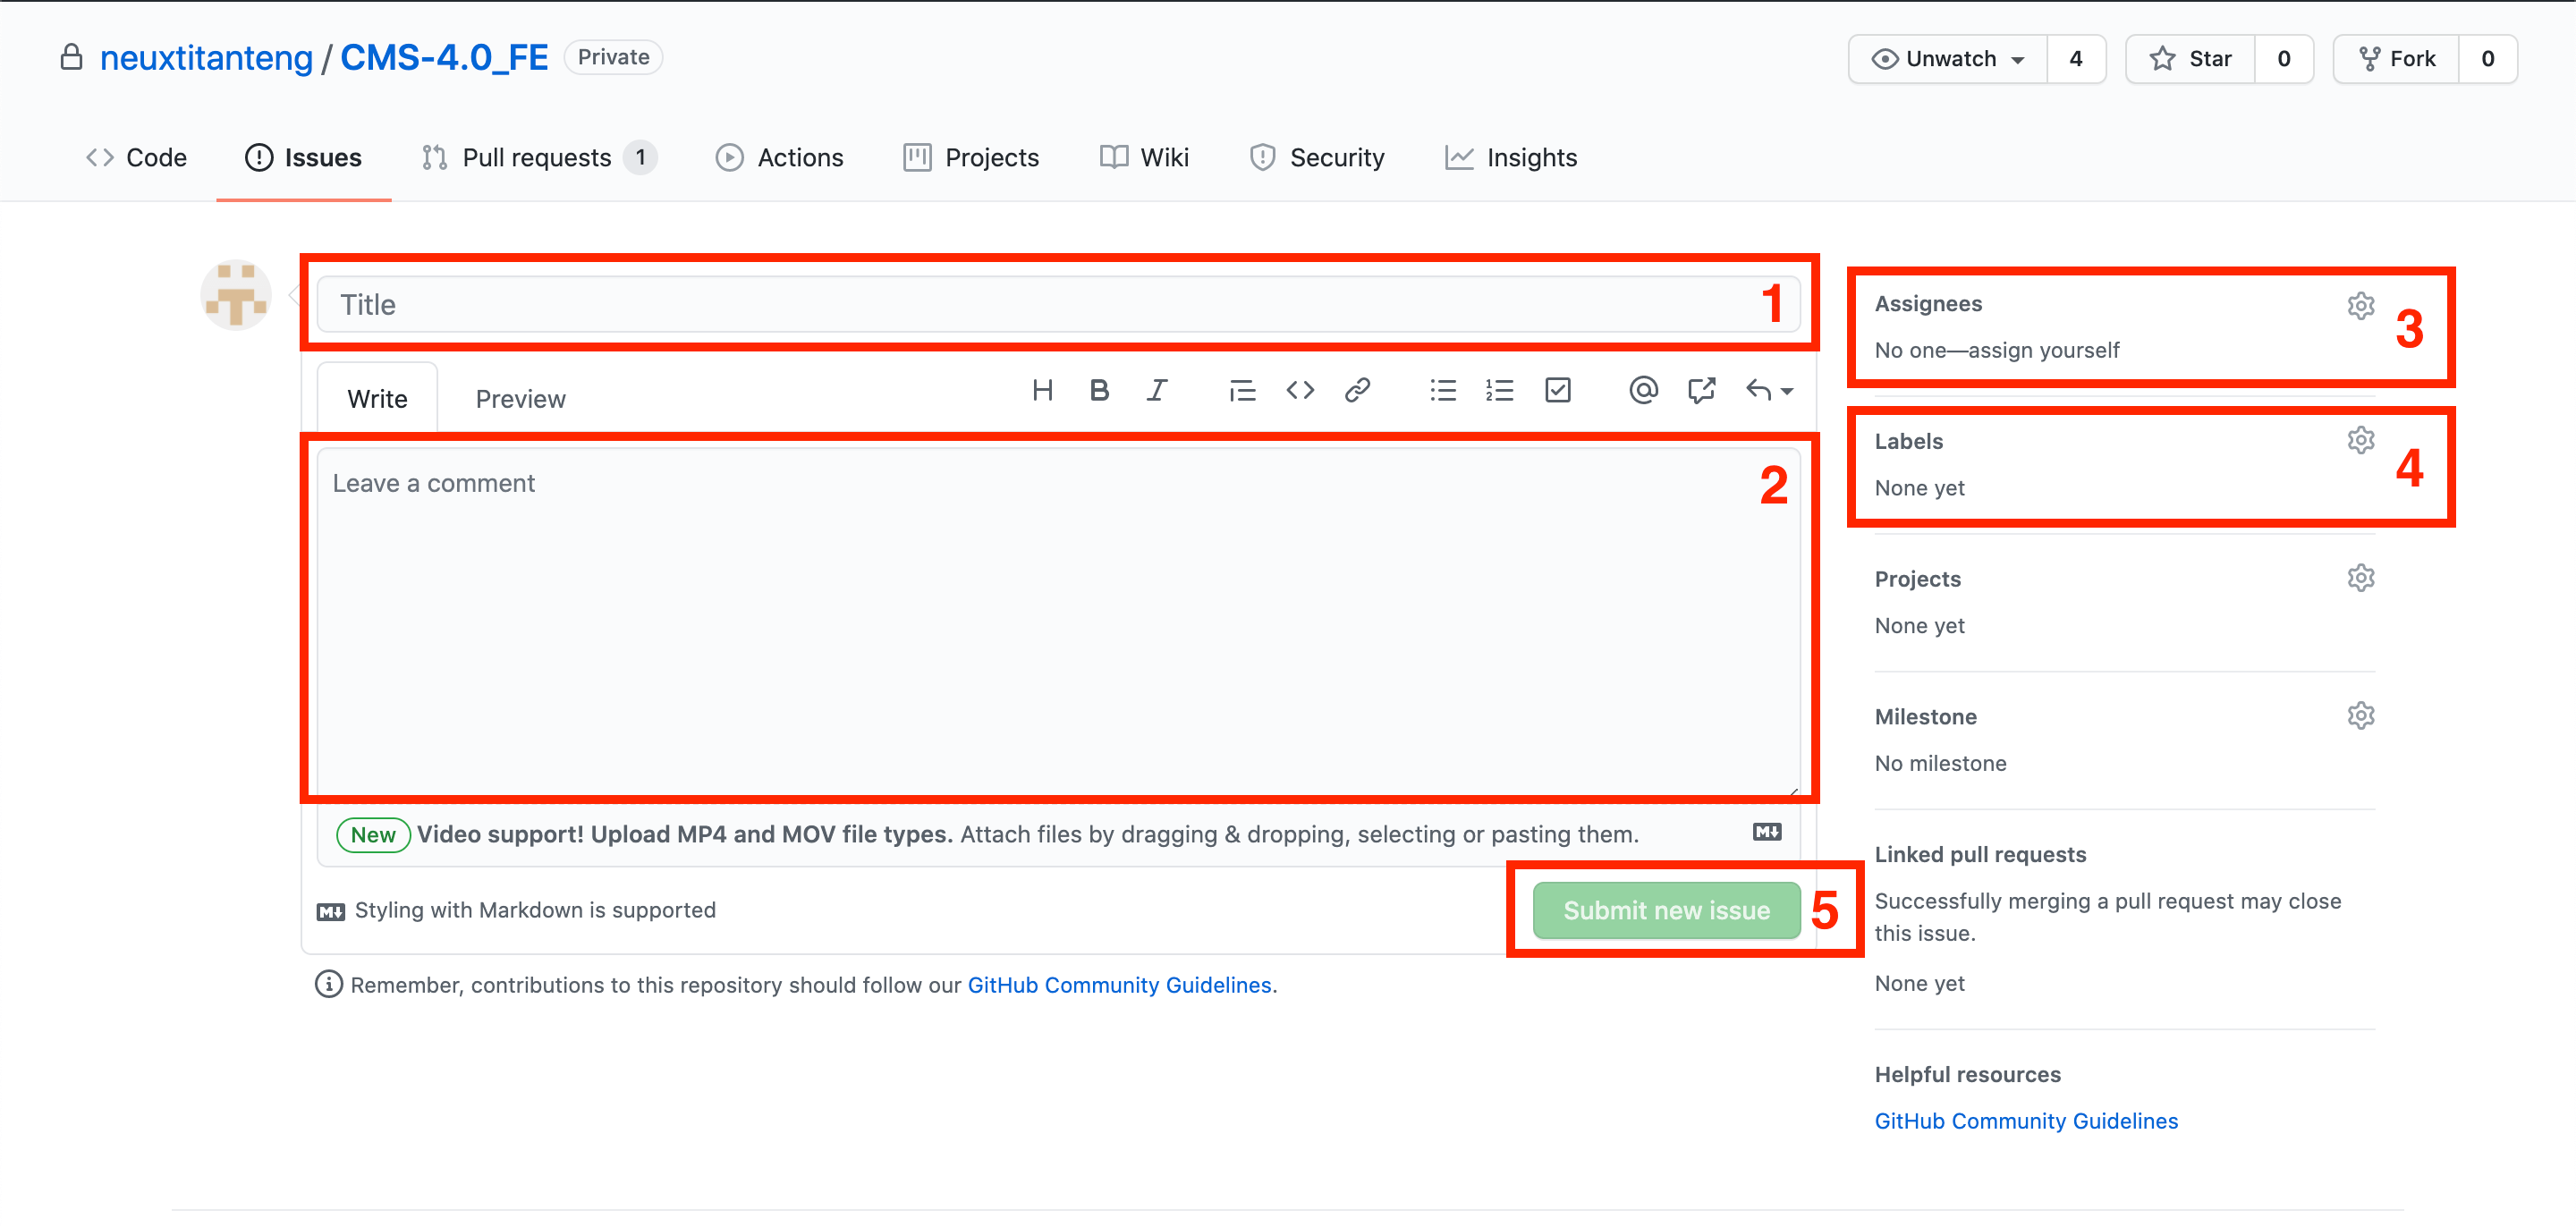 neuxtitanteng / CMS-4.0_FE Private
Unwatch 4 Star 0 Fork 0
Code Issues Pull requests 1 Actions Projects Wiki Security Insights
Title 1
Write Preview
Leave a comment 2
New Video support! Upload MP4 and MOV file types. Attach files by dragging & dropping, selecting or pasting them.
Styling with Markdown is supported
Submit new issue 5
Remember, contributions to this repository should follow our GitHub Community Guidelines.
Assignees
3
No one—assign yourself
Labels
4
None yet
Projects
None yet
Milestone
No milestone
Linked pull requests
Successfully merging a pull request may close
this issue.
None yet
Helpful resources
GitHub Community Guidelines